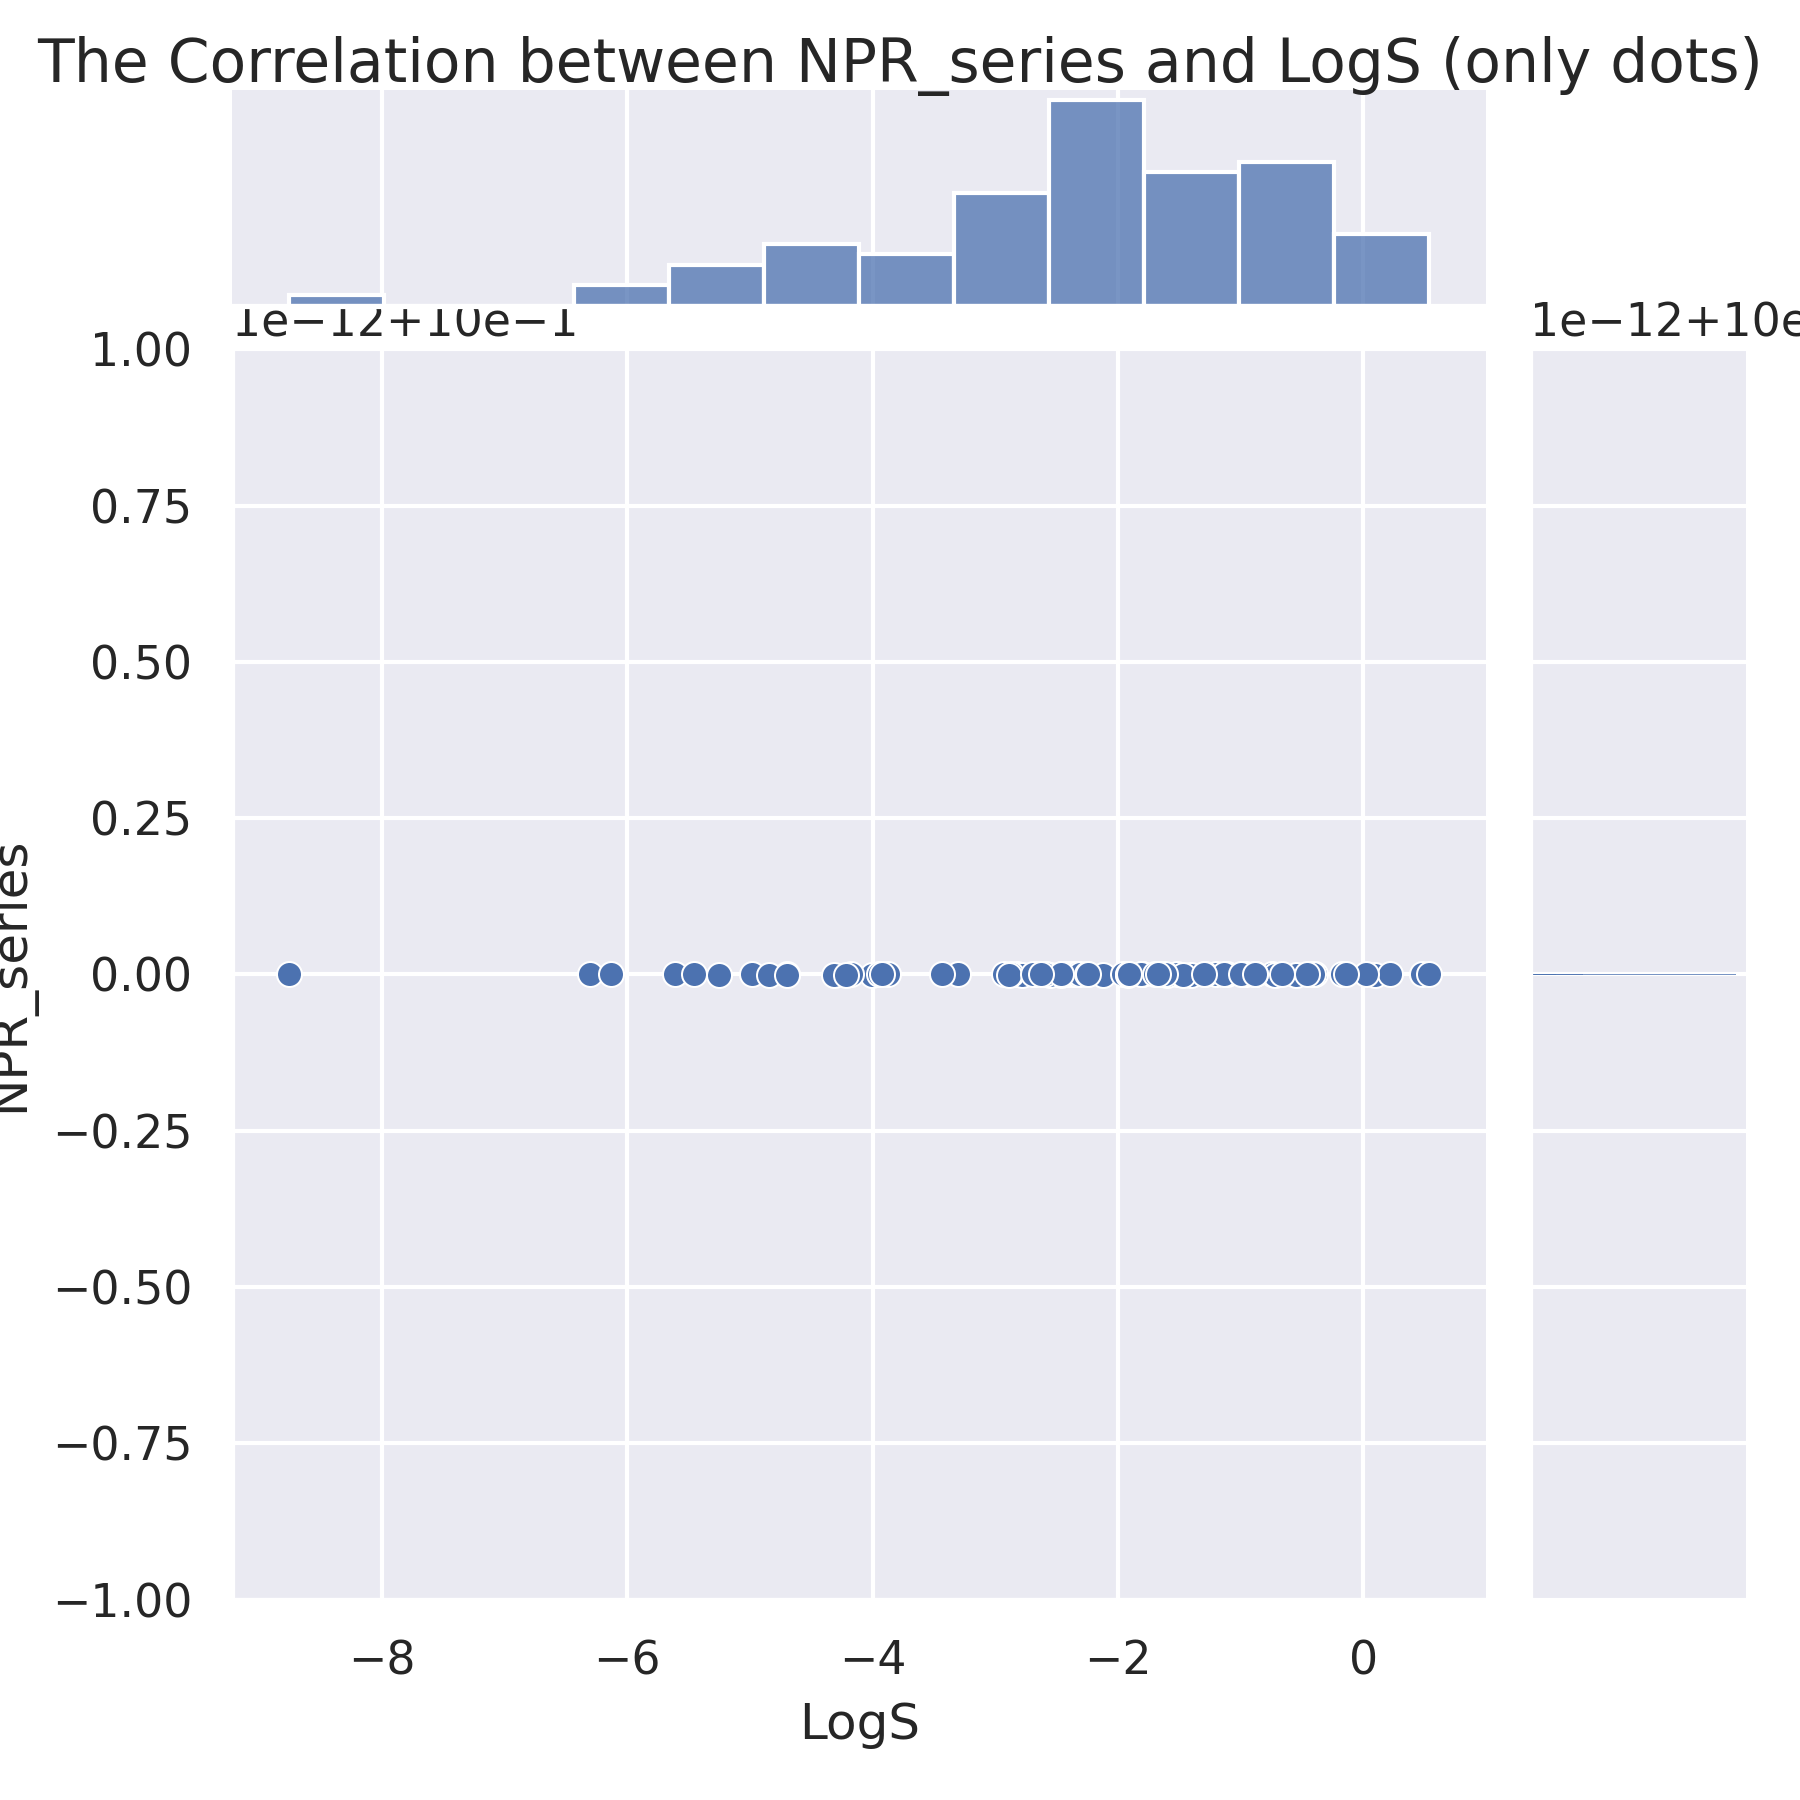 The Correlation between NPR_series and LogS (only dots)
1e−12+10e−1
1e−12+10e
1.00
0.75
0.50
0.25
0.00
−0.25
−0.50
−0.75
−1.00
NPR_series
−8 −6 −4 −2 0
LogS